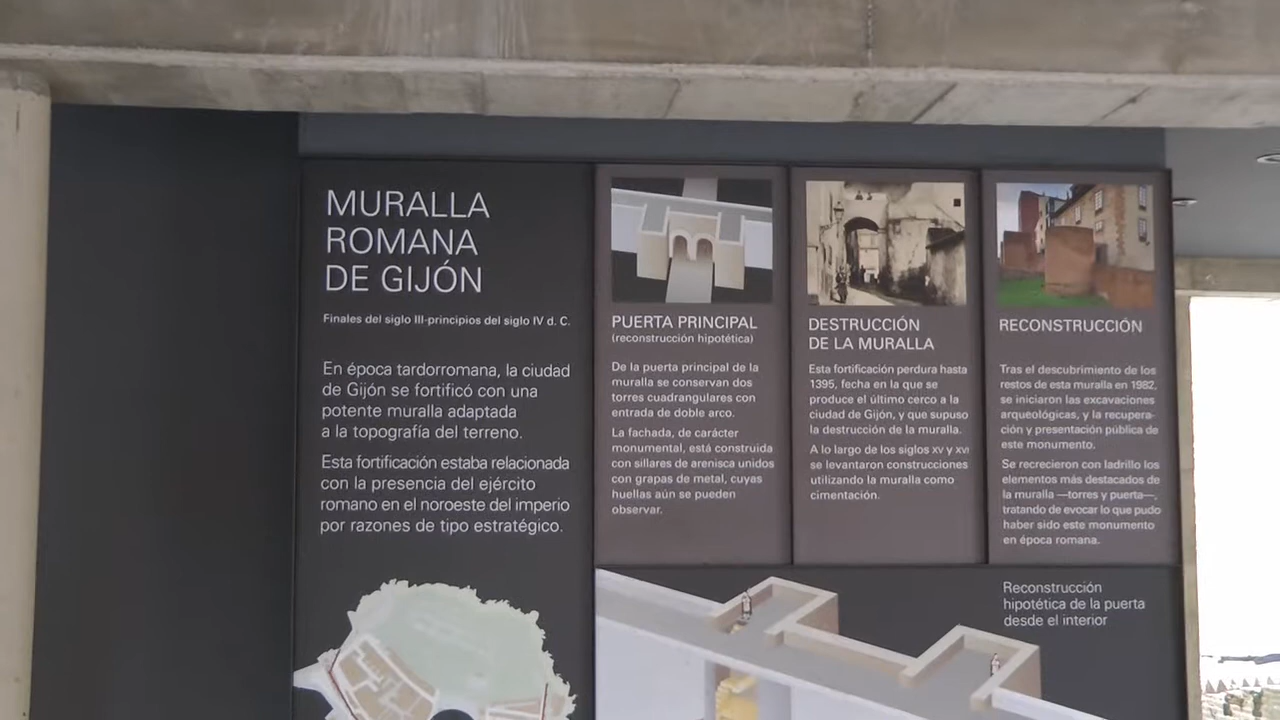 MURALLA
ROMANA
DE GIJÓN
Finales del siglo III-principios del siglo IV d. C.
En época tardorromana, la ciudad
de Gijón se fortificó con una
potente muralla adaptada
a la topografía del terreno.
Esta fortificación estaba relacionada
con la presencia del ejército
romano en el noroeste del imperio
por razones de tipo estratégico.
PUERTA PRINCIPAL
(reconstrucción hipotética)
De la puerta principal de la
muralla se conservan dos
torres cuadrangulares con
entrada de doble arco.
La fachada, de carácter
monumental, está construida
con sillares de arenisca unidos
con grapas de metal, cuyas
huellas aún se pueden
observar.
DESTRUCCIÓN
DE LA MURALLA
Esta fortificación perdura hasta
1395, fecha en la que se
produce el último cerco a la
ciudad de Gijón, y que supuso
la destrucción de la muralla.
A lo largo de los siglos XV y XVI
se levantaron construcciones
utilizando la muralla como
cimentación.
RECONSTRUCCIÓN
Tras el descubrimiento de los
restos de esta muralla en 1982,
se iniciaron las excavaciones
arqueológicas, y la recupera-
ción y presentación pública de
este monumento.
Se recrecieron con ladrillo los
elementos más destacados de
la muralla —torres y puerta—,
tratando de evocar lo que pudo
haber sido este monumento
en época romana.
Reconstrucción
hipotética de la puerta
desde el interior